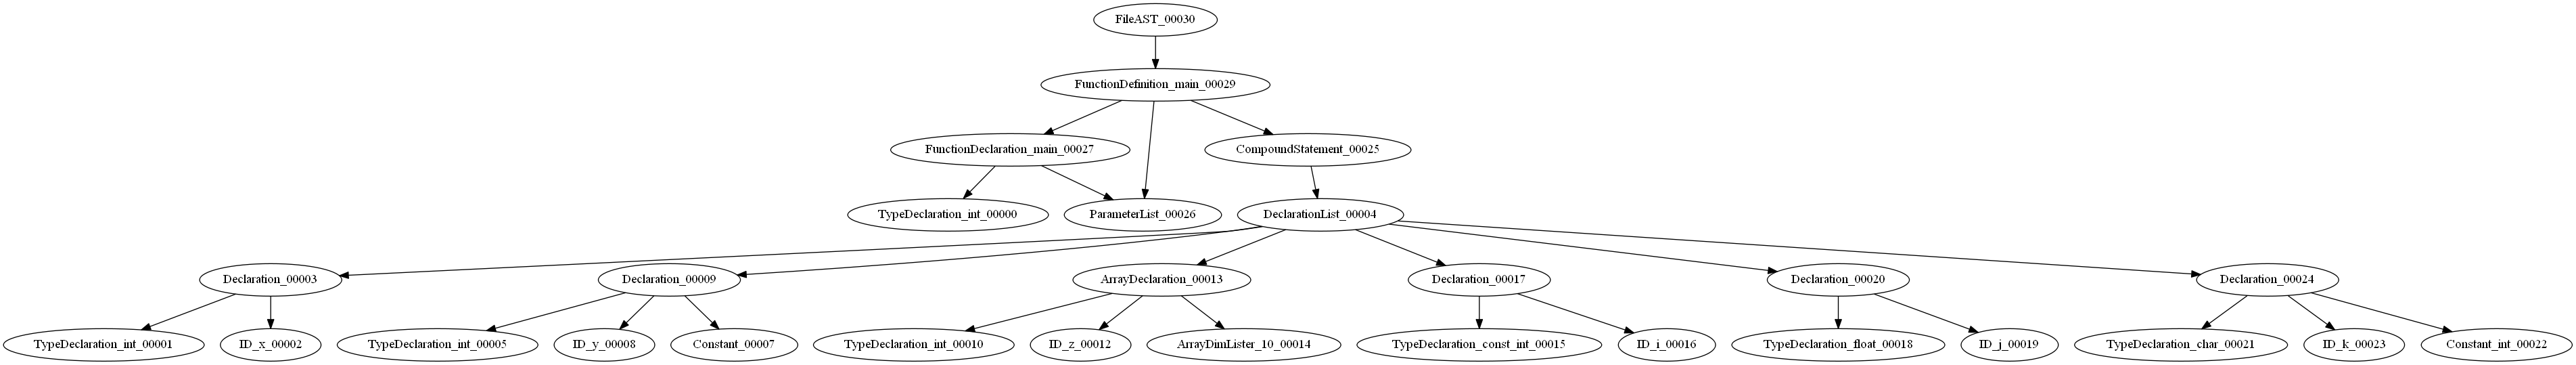 FileAST_00030
FunctionDefinition_main_00029
FunctionDeclaration_main_00027
CompoundStatement_00025
TypeDeclaration_int_00000
ParameterList_00026
DeclarationList_00004
Declaration_00003
Declaration_00009
ArrayDeclaration_00013
Declaration_00017
Declaration_00020
Declaration_00024
TypeDeclaration_int_00001
ID_x_00002
TypeDeclaration_int_00005
ID_y_00008
Constant_00007
TypeDeclaration_int_00010
ID_z_00012
ArrayDimLister_10_00014
TypeDeclaration_const_int_00015
ID_i_00016
TypeDeclaration_float_00018
ID_j_00019
TypeDeclaration_char_00021
ID_k_00023
Constant_int_00022